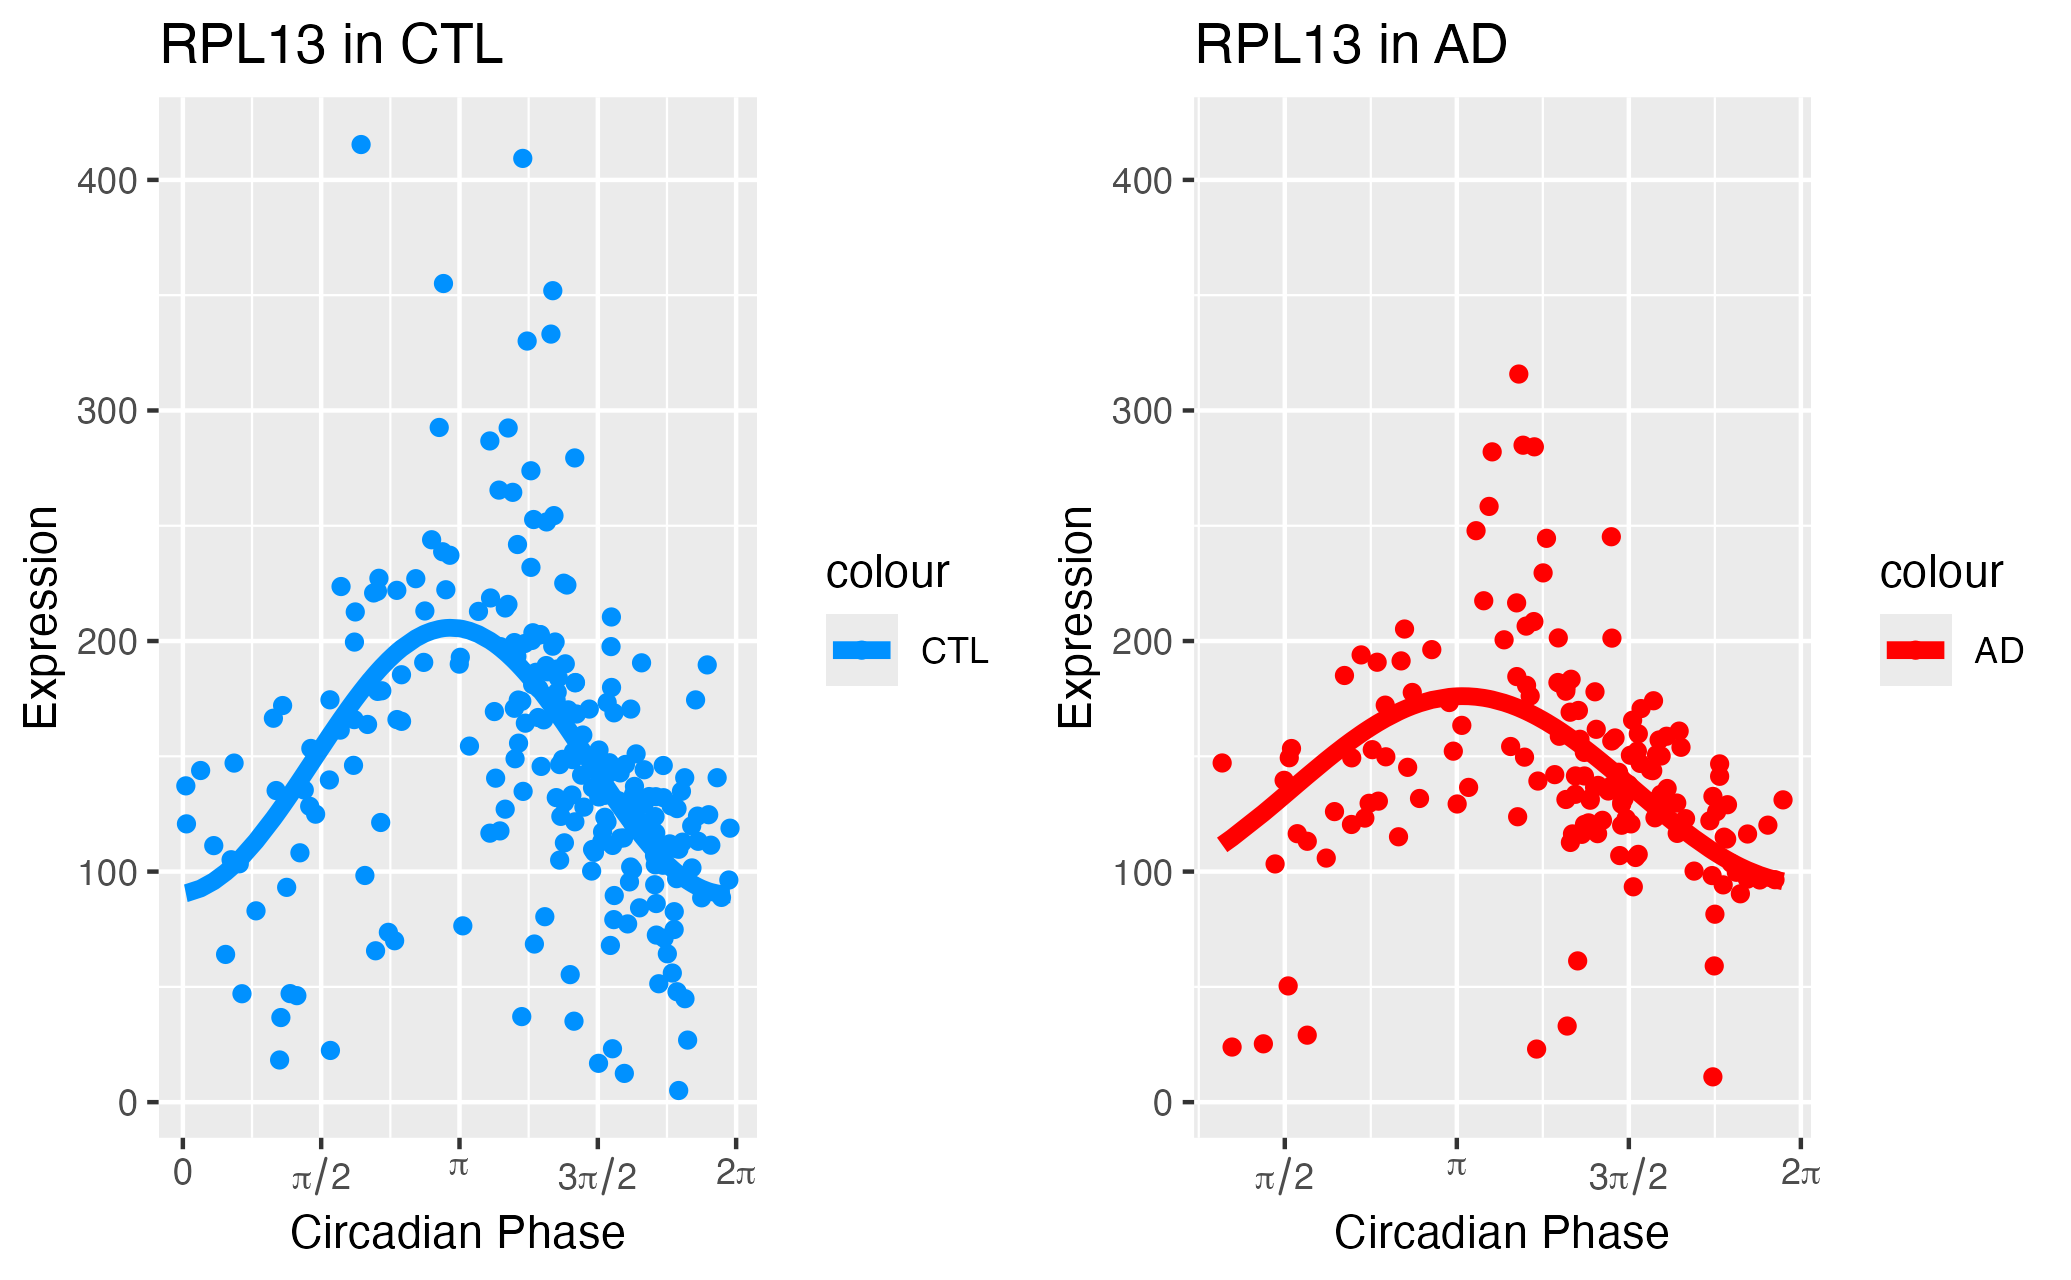 RPL13 in CTL
Expression
400
300
200
100
0
0 π/2 π 3π/2 2π
Circadian Phase
colour
CTL
RPL13 in AD
Expression
400
300
200
100
0
π/2 π 3π/2 2π
Circadian Phase
colour
AD